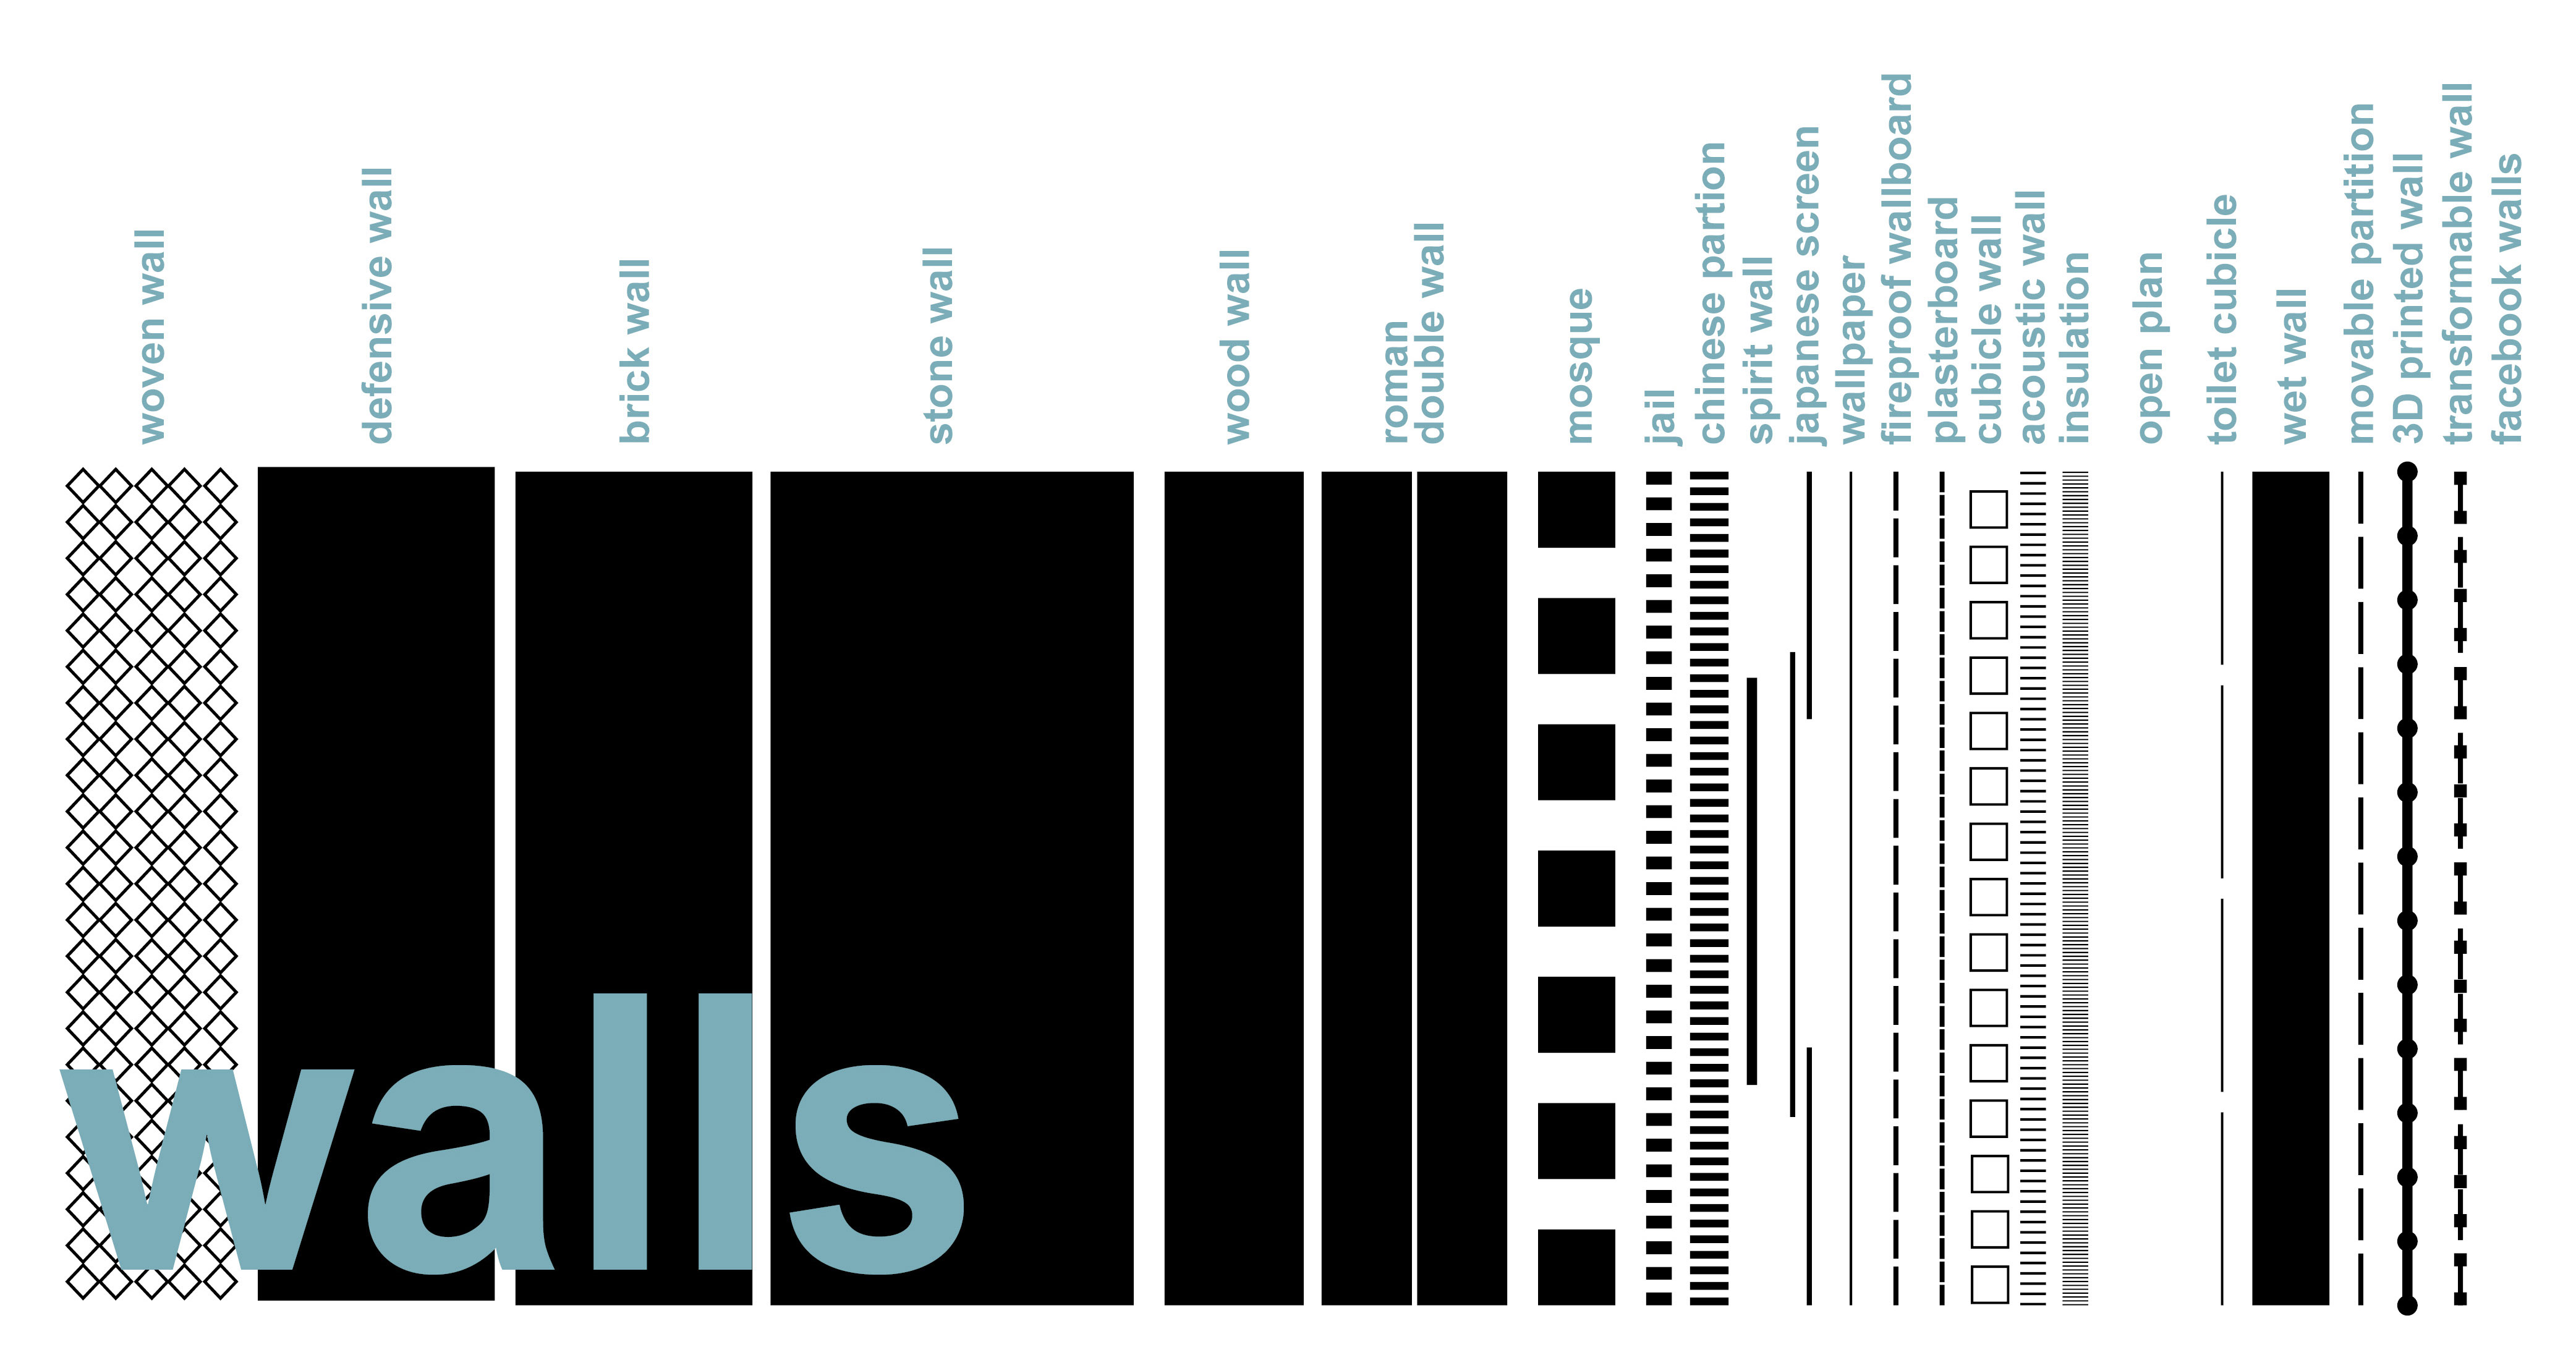 woven wall
defensive wall
brick wall
stone wall
wood wall
roman
double wall
mosque
jail
chinese partion
spirit wall
japanese screen
wallpaper
fireproof wallboard
plasterboard
cubicle wall
acoustic wall
insulation
open plan
toilet cubicle
wet wall
movable partition
3D printed wall
transformable wall
facebook walls
walls